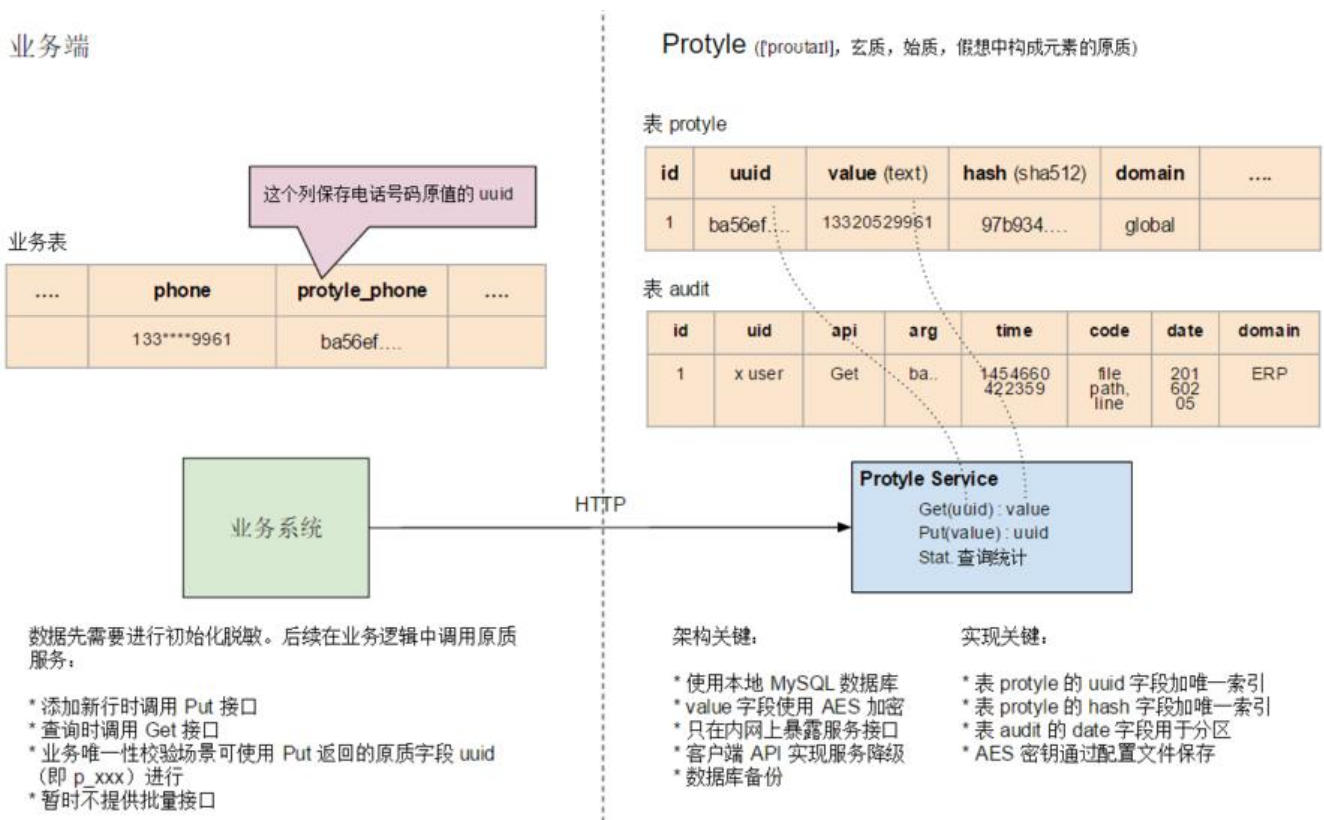 业务端
Protyle (['proutaɪl]，玄质，始质，假想中构成元素的原质)
表 protyle
id uuid value (text) hash (sha512) domain ....
1 ba56ef.... 13320529961 97b934.... global
这个列保存电话号码原值的 uuid
业务表
.... phone protyle_phone ....
133****9961 ba56ef....
表 audit
id uid api arg time code date domain
1 x user Get ba.. 1454660 file 201 ERP
422359 path, 602
line 05
业务系统
HTTP
Protyle Service
Get(uuid) : value
Put(value) : uuid
Stat. 查询统计
数据先需要进行初始化脱敏。后续在业务逻辑中调用原质
服务：
* 添加新行时调用 Put 接口
* 查询时调用 Get 接口
* 业务唯一性校验场景可使用 Put 返回的原质字段 uuid
（即 p_xxx）进行
* 暂时不提供批量接口
架构关键：
* 使用本地 MySQL 数据库
* value 字段使用 AES 加密
* 只在内网上暴露服务接口
* 客户端 API 实现服务降级
* 数据库备份
实现关键：
* 表 protyle 的 uuid 字段加唯一索引
* 表 protyle 的 hash 字段加唯一索引
* 表 audit 的 date 字段用于分区
* AES 密钥通过配置文件保存